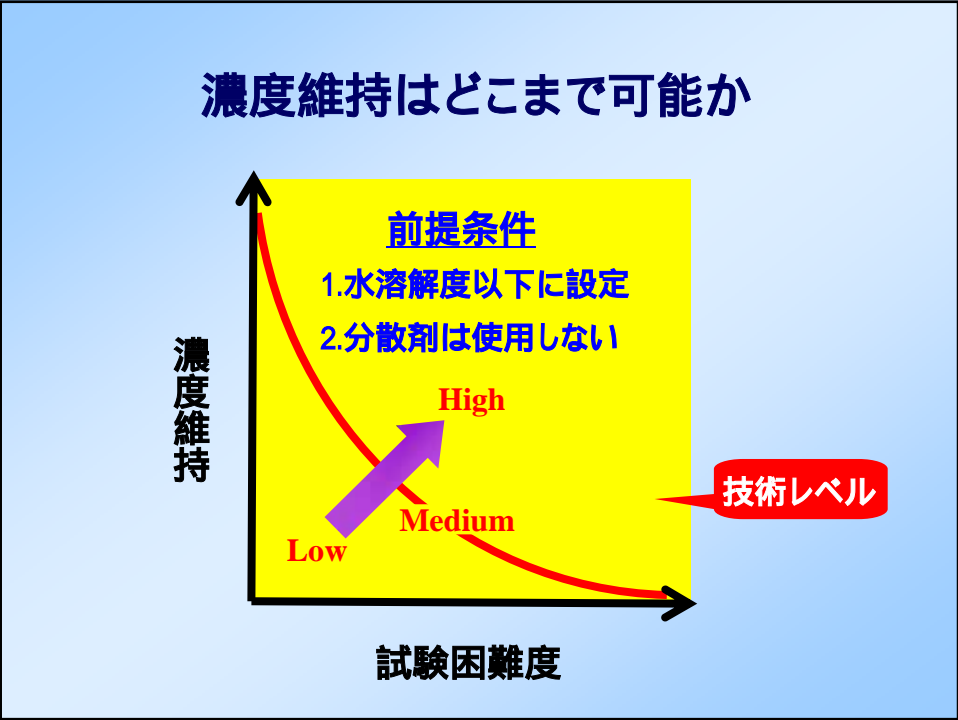 濃度維持はどこまで可能か
前提条件
1.水溶解度以下に設定
2.分散剤は使用しない
濃度維持
High
技術レベル
Medium
Low
試験困難度